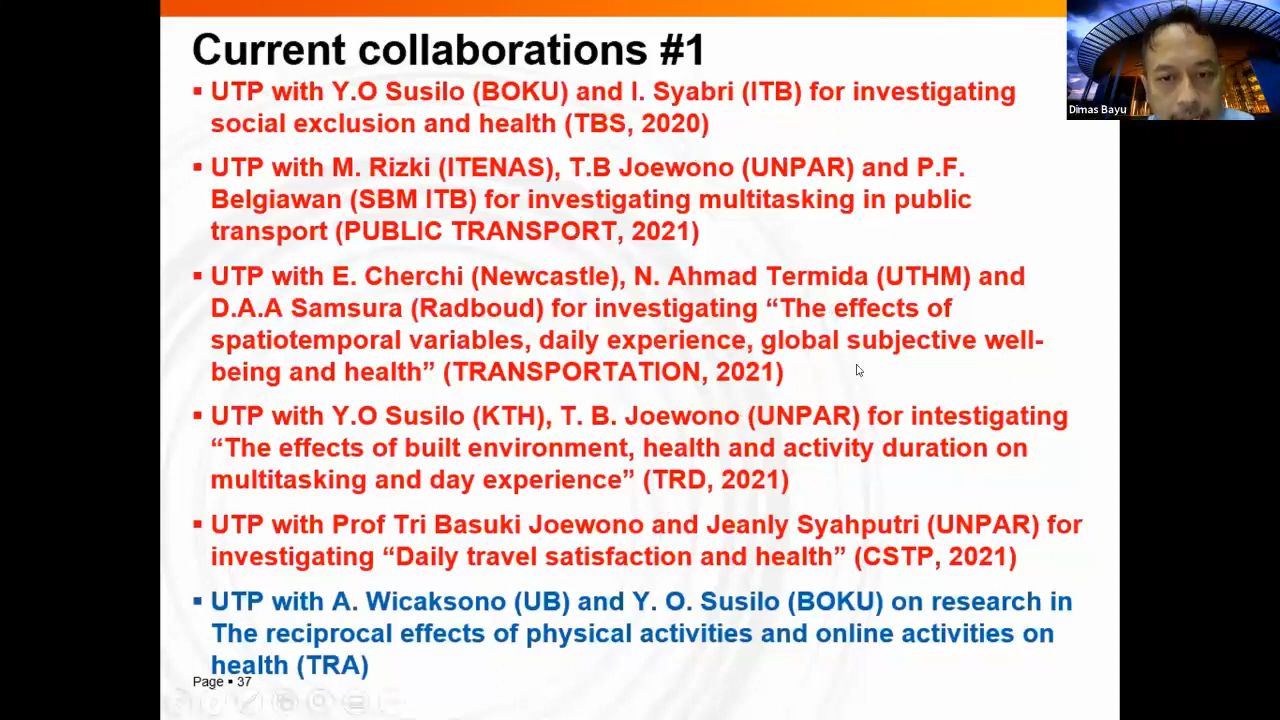 Current collaborations #1
▪ UTP with Y.O Susilo (BOKU) and I. Syabri (ITB) for investigating
social exclusion and health (TBS, 2020)
▪ UTP with M. Rizki (ITENAS), T.B Joewono (UNPAR) and P.F.
Belgiawan (SBM ITB) for investigating multitasking in public
transport (PUBLIC TRANSPORT, 2021)
▪ UTP with E. Cherchi (Newcastle), N. Ahmad Termida (UTHM) and
D.A.A Samsura (Radboud) for investigating “The effects of
spatiotemporal variables, daily experience, global subjective well-
being and health” (TRANSPORTATION, 2021)
▪ UTP with Y.O Susilo (KTH), T. B. Joewono (UNPAR) for intestigating
“The effects of built environment, health and activity duration on
multitasking and day experience” (TRD, 2021)
▪ UTP with Prof Tri Basuki Joewono and Jeanly Syahputri (UNPAR) for
investigating “Daily travel satisfaction and health” (CSTP, 2021)
▪ UTP with A. Wicaksono (UB) and Y. O. Susilo (BOKU) on research in
The reciprocal effects of physical activities and online activities on
health (TRA)
Page ▪ 37
Dimas Bayu